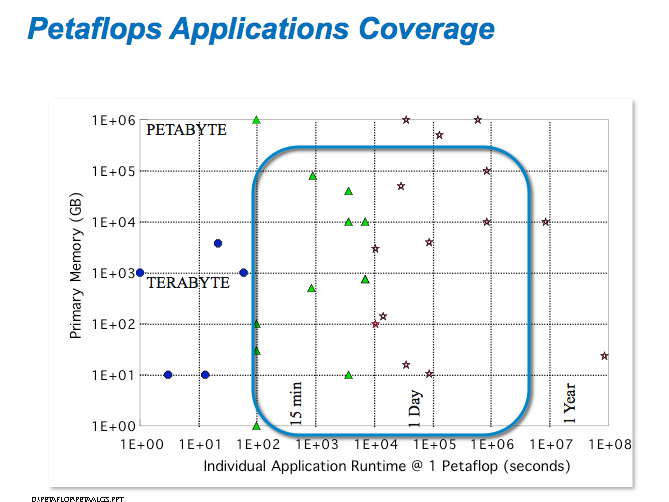 Petaflops Applications Coverage
1E+06
PETABYTE
1E+05
1E+04
1E+03
TERABYTE
1E+02
1E+01
1E+00
Primary Memory (GB)
15 min
1 Day
1 Year
1E+00 1E+01 1E+02 1E+03 1E+04 1E+05 1E+06 1E+07 1E+08
Individual Application Runtime @ 1 Petaflop (seconds)
D:\PETAFLOP\PETAALGS.PPT